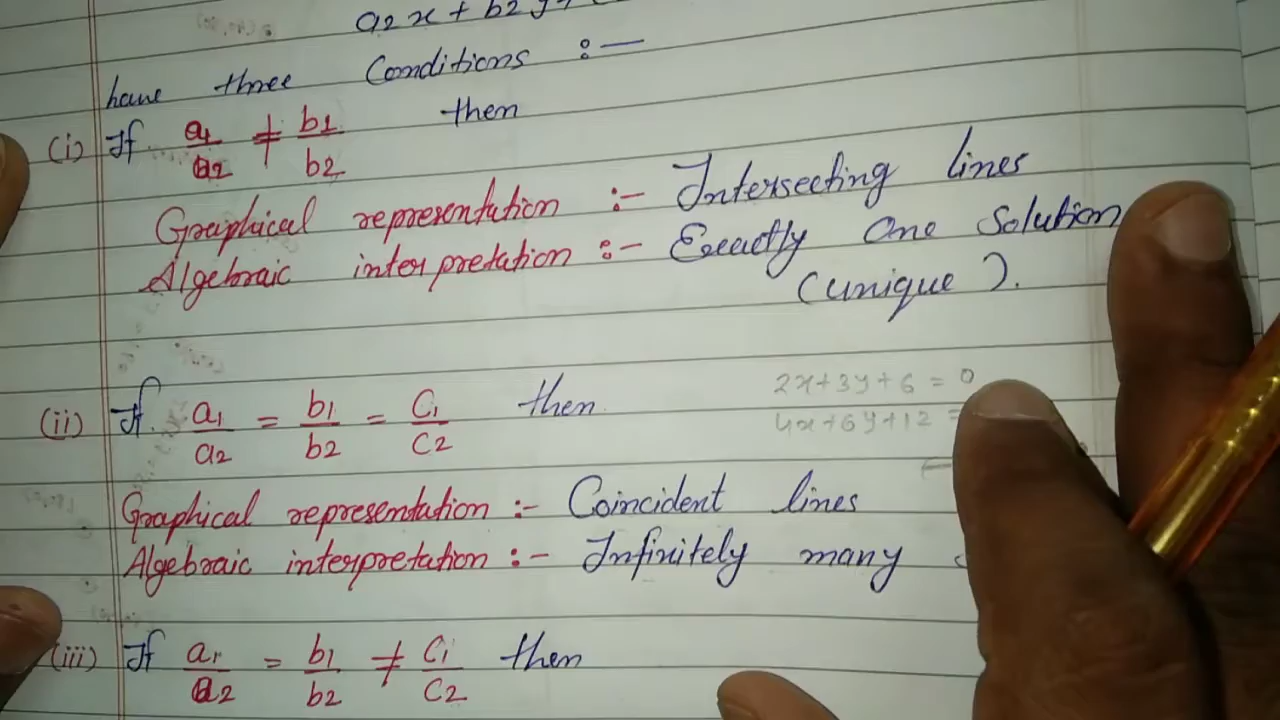 a2x + b2y+
have three Conditions :—
(i) If a1/a2 ≠ b1/b2 then
Graphical representation :- Intersecting lines
Algebraic interpretation :- Exactly One Solution
(unique).
2x+3y+6 = 0
4x+6y+12 =
(ii) If a1/a2 = b1/b2 = C1/C2 then
Graphical representation :- Coincident lines
Algebraic interpretation :- Infinitely many
(iii) If a1/a2 = b1/b2 ≠ C1/C2 then